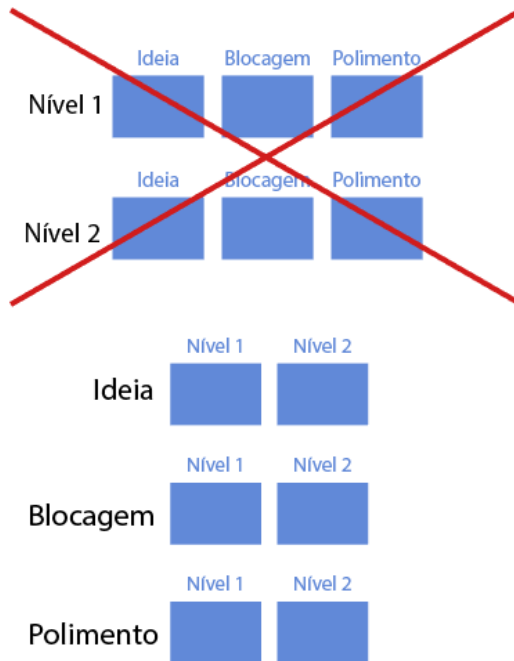 Ideia Blocagem Polimento
Nível 1
Ideia Blocagem Polimento
Nível 2
Nível 1 Nível 2
Ideia
Nível 1 Nível 2
Blocagem
Nível 1 Nível 2
Polimento